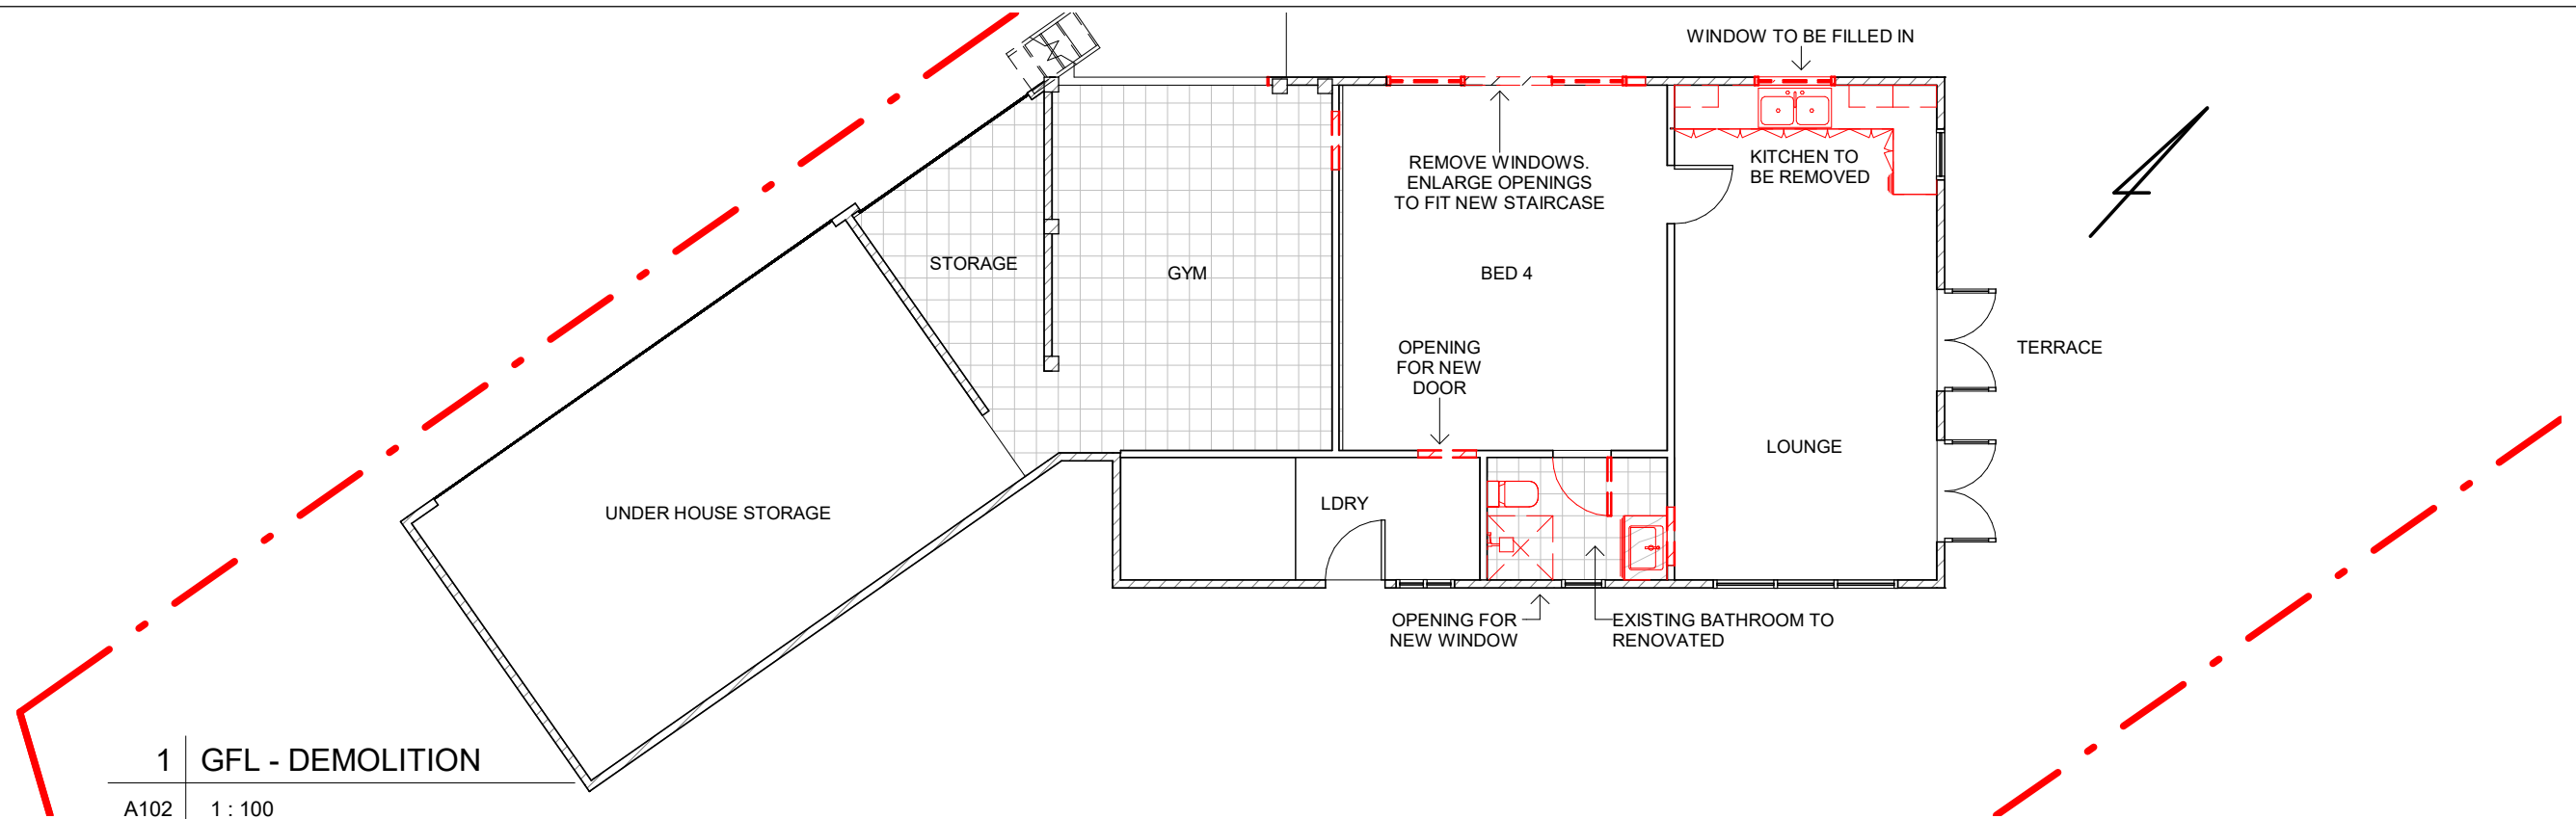 WINDOW TO BE FILLED IN
REMOVE WINDOWS.
ENLARGE OPENINGS
TO FIT NEW STAIRCASE
KITCHEN TO
BE REMOVED
STORAGE
GYM
BED 4
OPENING
FOR NEW
DOOR
TERRACE
LOUNGE
UNDER HOUSE STORAGE
LDRY
OPENING FOR
NEW WINDOW
EXISTING BATHROOM TO
RENOVATED
1 GFL - DEMOLITION
A102 1 : 100